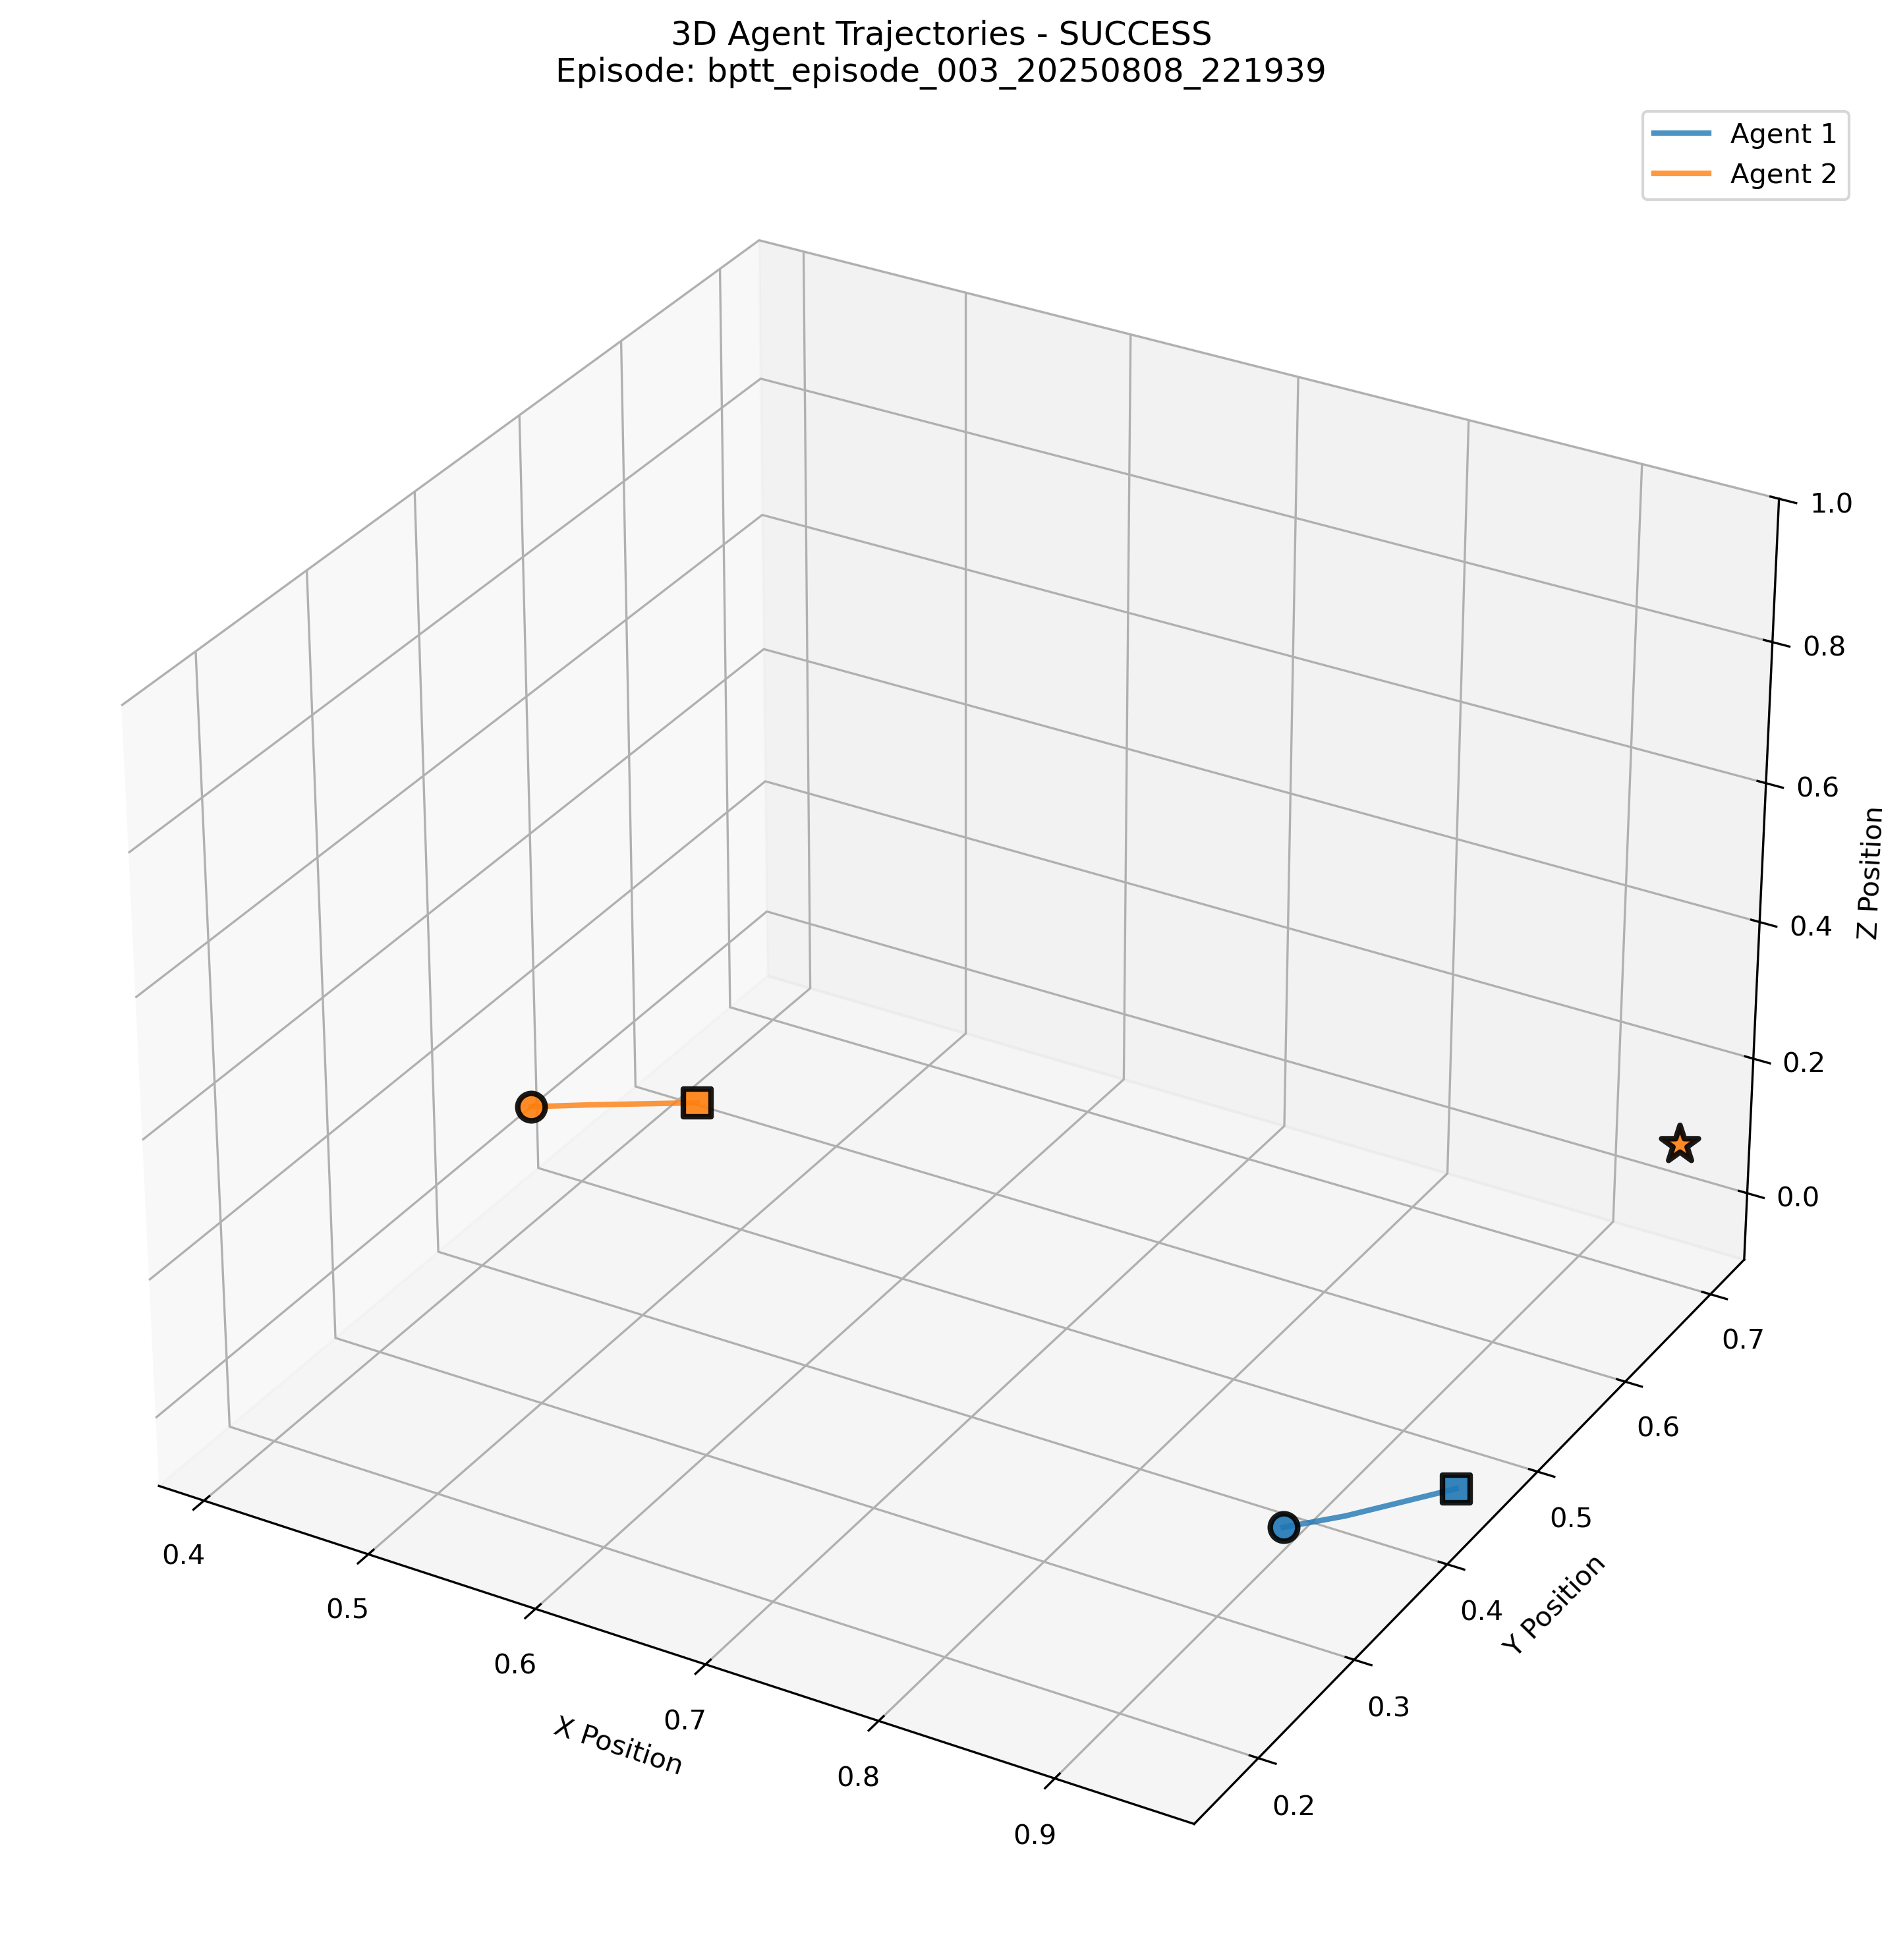 3D Agent Trajectories - SUCCESS
Episode: bptt_episode_003_20250808_221939
Agent 1
Agent 2
1.0
0.8
0.6
0.4
0.2
0.0
Z Position
0.7
0.6
0.5
0.4
0.3
0.2
Y Position
0.4
0.5
0.6
0.7
0.8
0.9
X Position